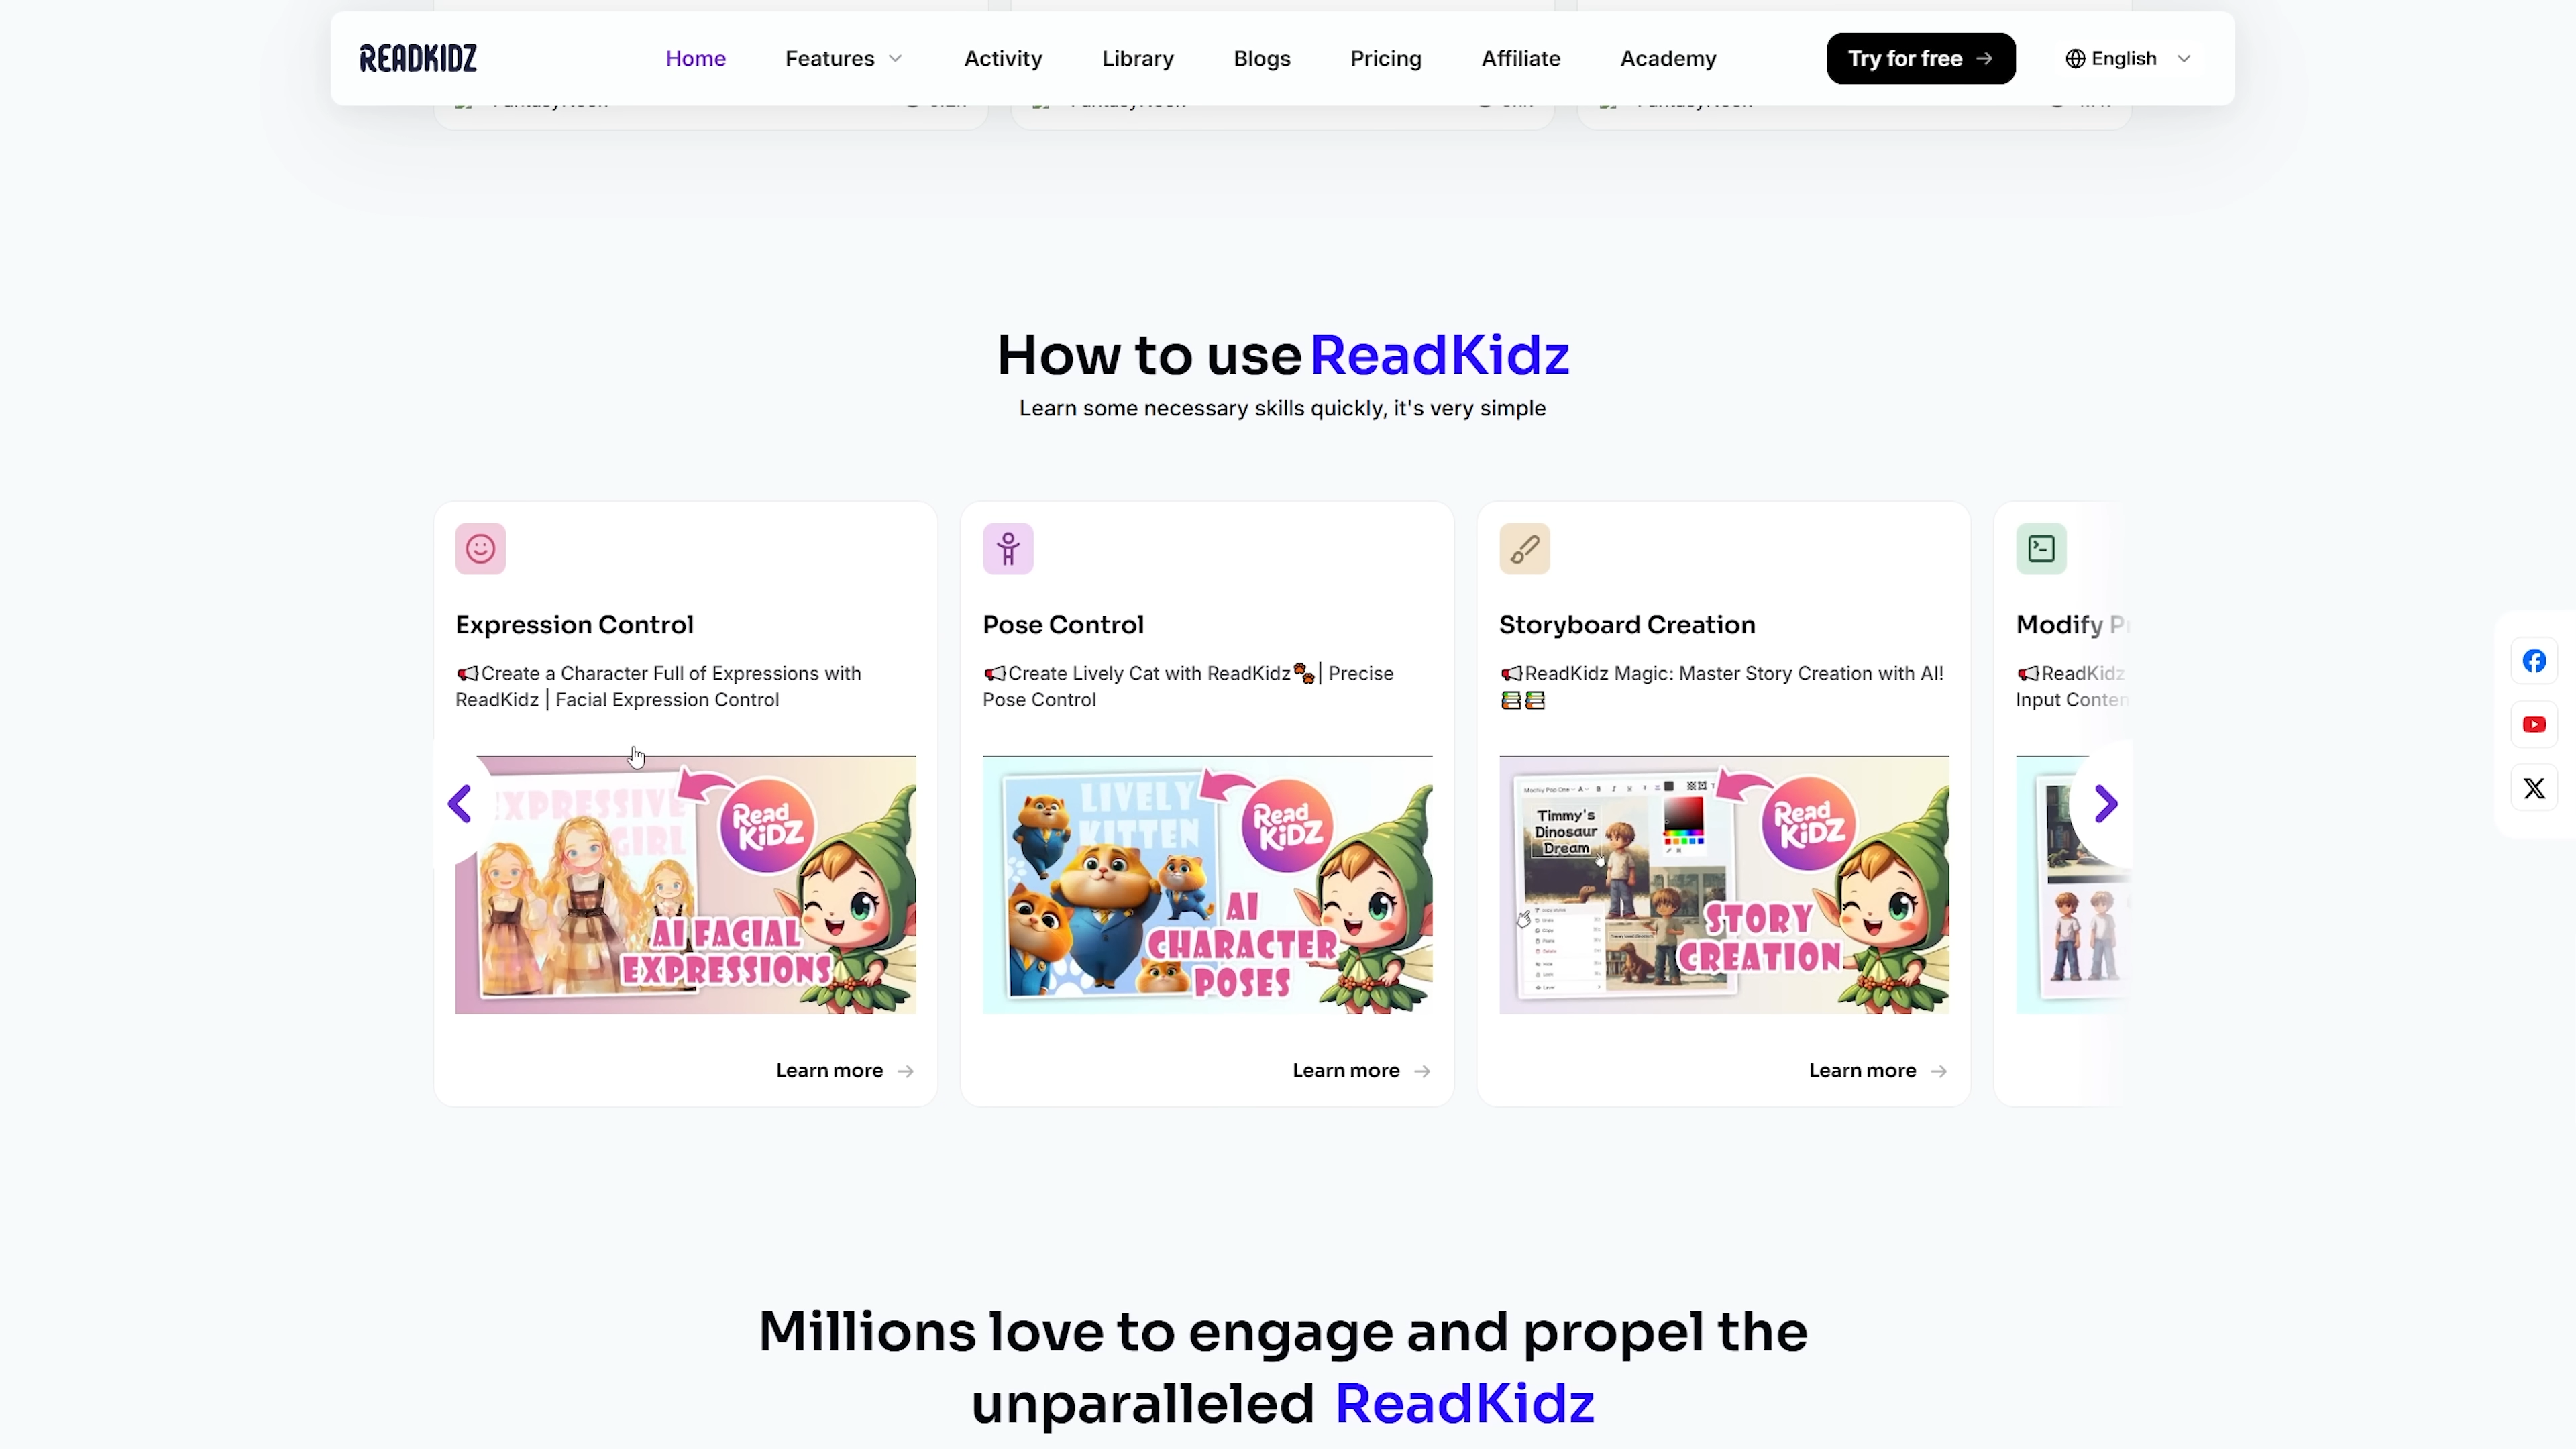 READKIDZ
Home
Features
Activity
Library
Blogs
Pricing
Affiliate
Academy
Try for free
English
How to use ReadKidz
Learn some necessary skills quickly, it's very simple
Expression Control
📢Create a Character Full of Expressions with
ReadKidz | Facial Expression Control
EXPRESSIVE
GIRL
Read
KiDZ
AI FACIAL
EXPRESSIONS
Learn more
Pose Control
📢Create Lively Cat with ReadKidz🐾| Precise
Pose Control
LIVELY
KITTEN
Read
KiDZ
AI
CHARACTER
POSES
Learn more
Storyboard Creation
📢ReadKidz Magic: Master Story Creation with AI!
📚📚
Timmy's
Dinosaur
Dream
Read
KiDZ
STORY
CREATION
Learn more
Modify
📢ReadKidz
Input
Millions love to engage and propel the
unparalleled ReadKidz